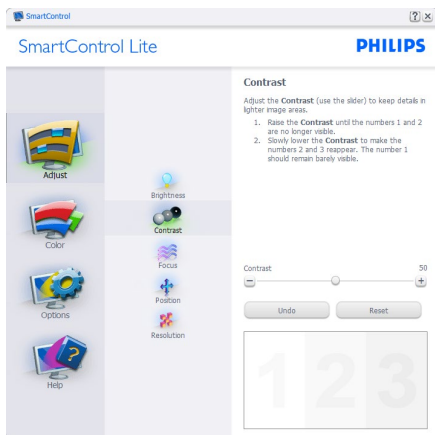 SmartControl
SmartControl Lite
PHILIPS
Adjust
Color
Options
Help
Brightness
Contrast
Focus
Position
Resolution
Contrast
Adjust the Contrast (use the slider) to keep details in
lighter image areas.
1. Raise the Contrast until the numbers 1 and 2
are no longer visible.
2. Slowly lower the Contrast to make the
numbers 2 and 3 reappear. The number 1
should remain barely visible.
Contrast 50
Undo Reset
1 2 3